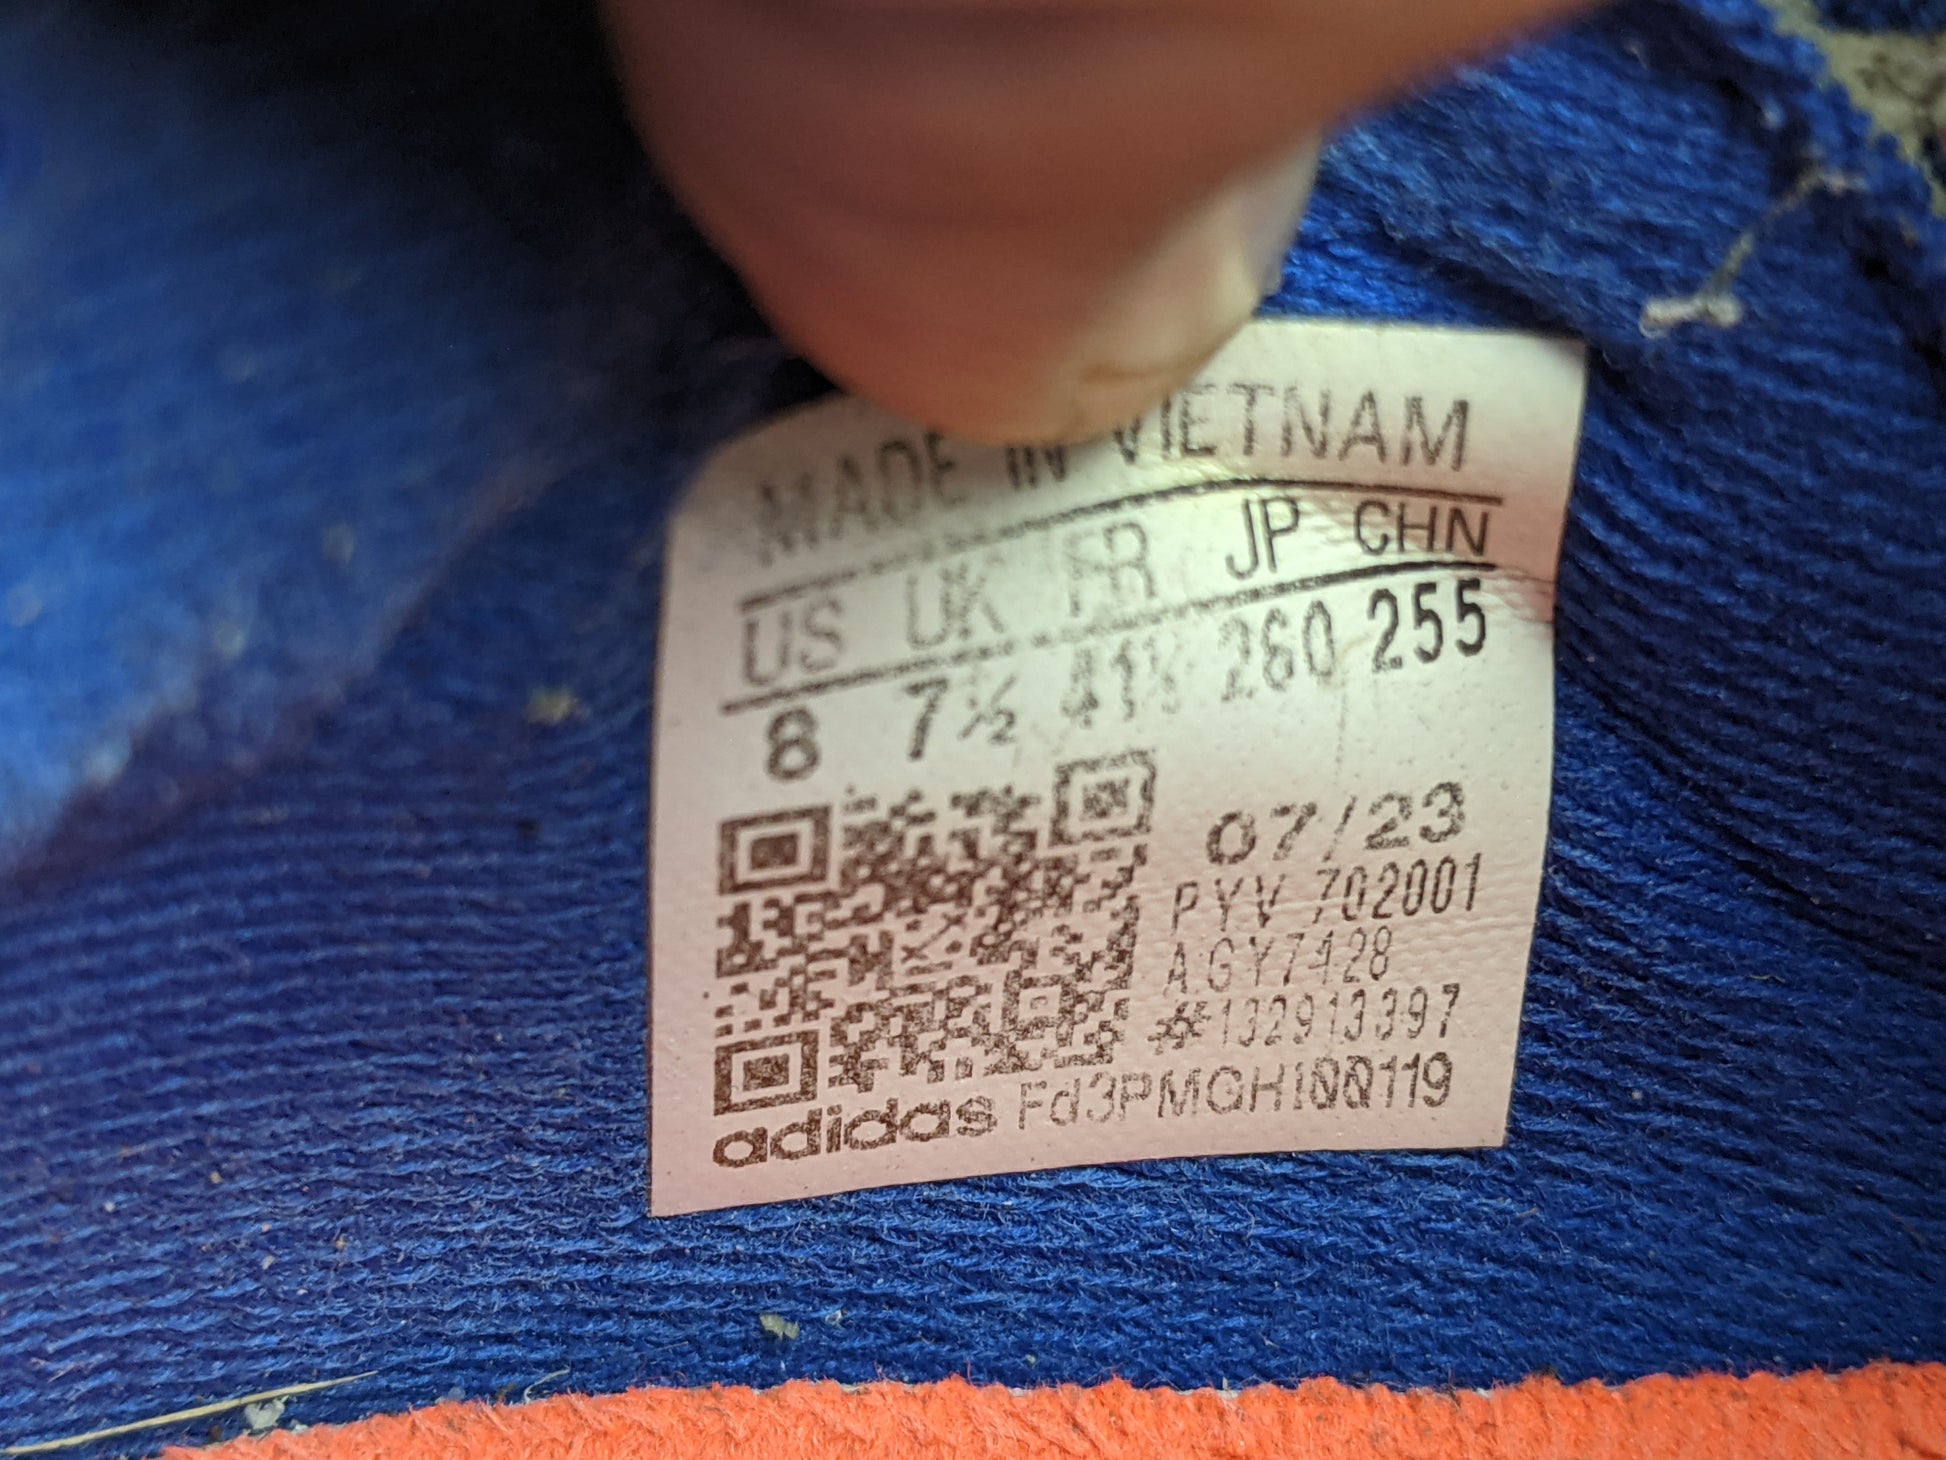 MADE IN VIETNAM
US UK FR JP CHN
8 7½ 41⅓ 260 255
07/23
PYV 702001
A:GY7428
#132913397
adidas Fd3PMGH100119